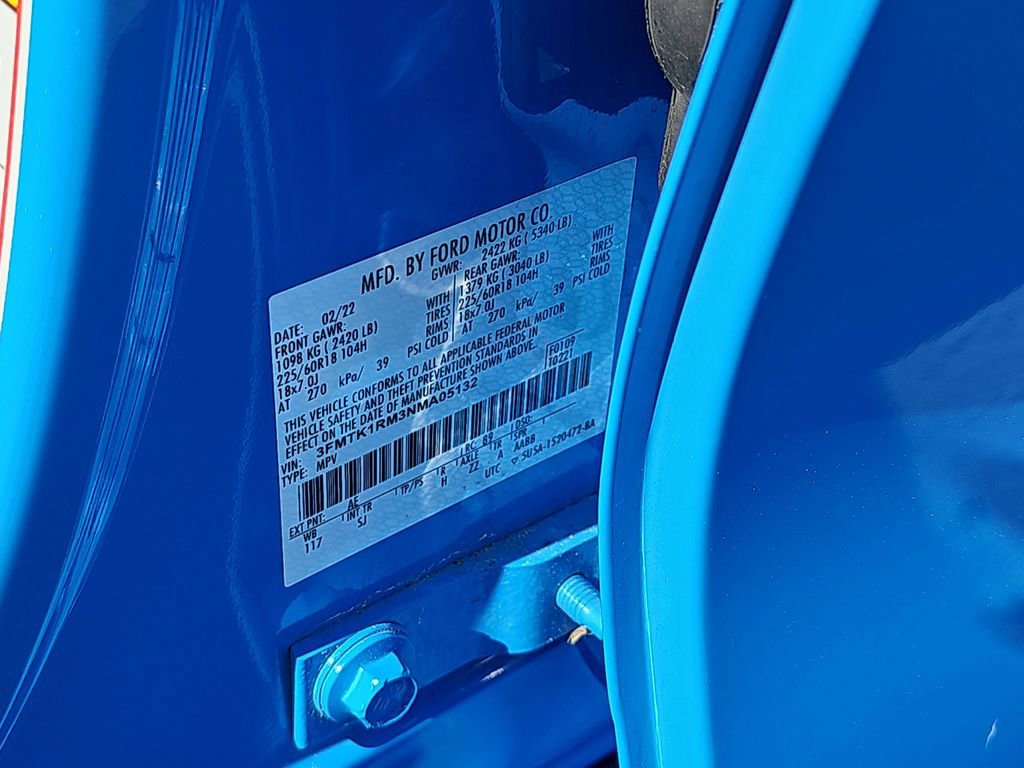 MFD. BY FORD MOTOR CO.
DATE: 02/22 GVWR: 2422 KG ( 5340 LB)
FRONT GAWR: REAR GAWR:
1098 KG ( 2420 LB) WITH 1379 KG ( 3040 LB) WITH
225/60R18 104H TIRES 225/60R18 104H TIRES
18x7.0J RIMS 18x7.0J RIMS
AT 270 kPa/ 39 PSI COLD AT 270 kPa/ 39 PSI COLD
THIS VEHICLE CONFORMS TO ALL APPLICABLE FEDERAL MOTOR
VEHICLE SAFETY AND THEFT PREVENTION STANDARDS IN
EFFECT ON THE DATE OF MANUFACTURE SHOWN ABOVE.
VIN: 3FMTK1RM3NMA05132 F0109
TYPE: MPV T0221
EXT PNT: AE RC: 89 DSO:
WB INT TR TP/PS R AXLE TR SPR
117 SJ H ZZ A AABB
UTC ▽ 5U5A-1520472-BA